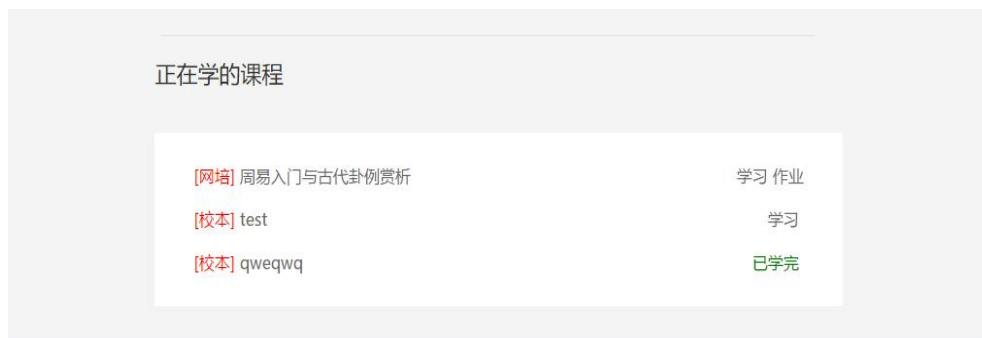 正在学的课程
[网培] 周易入门与古代卦例赏析 学习 作业
[校本] test 学习
[校本] qweqwq 已学完